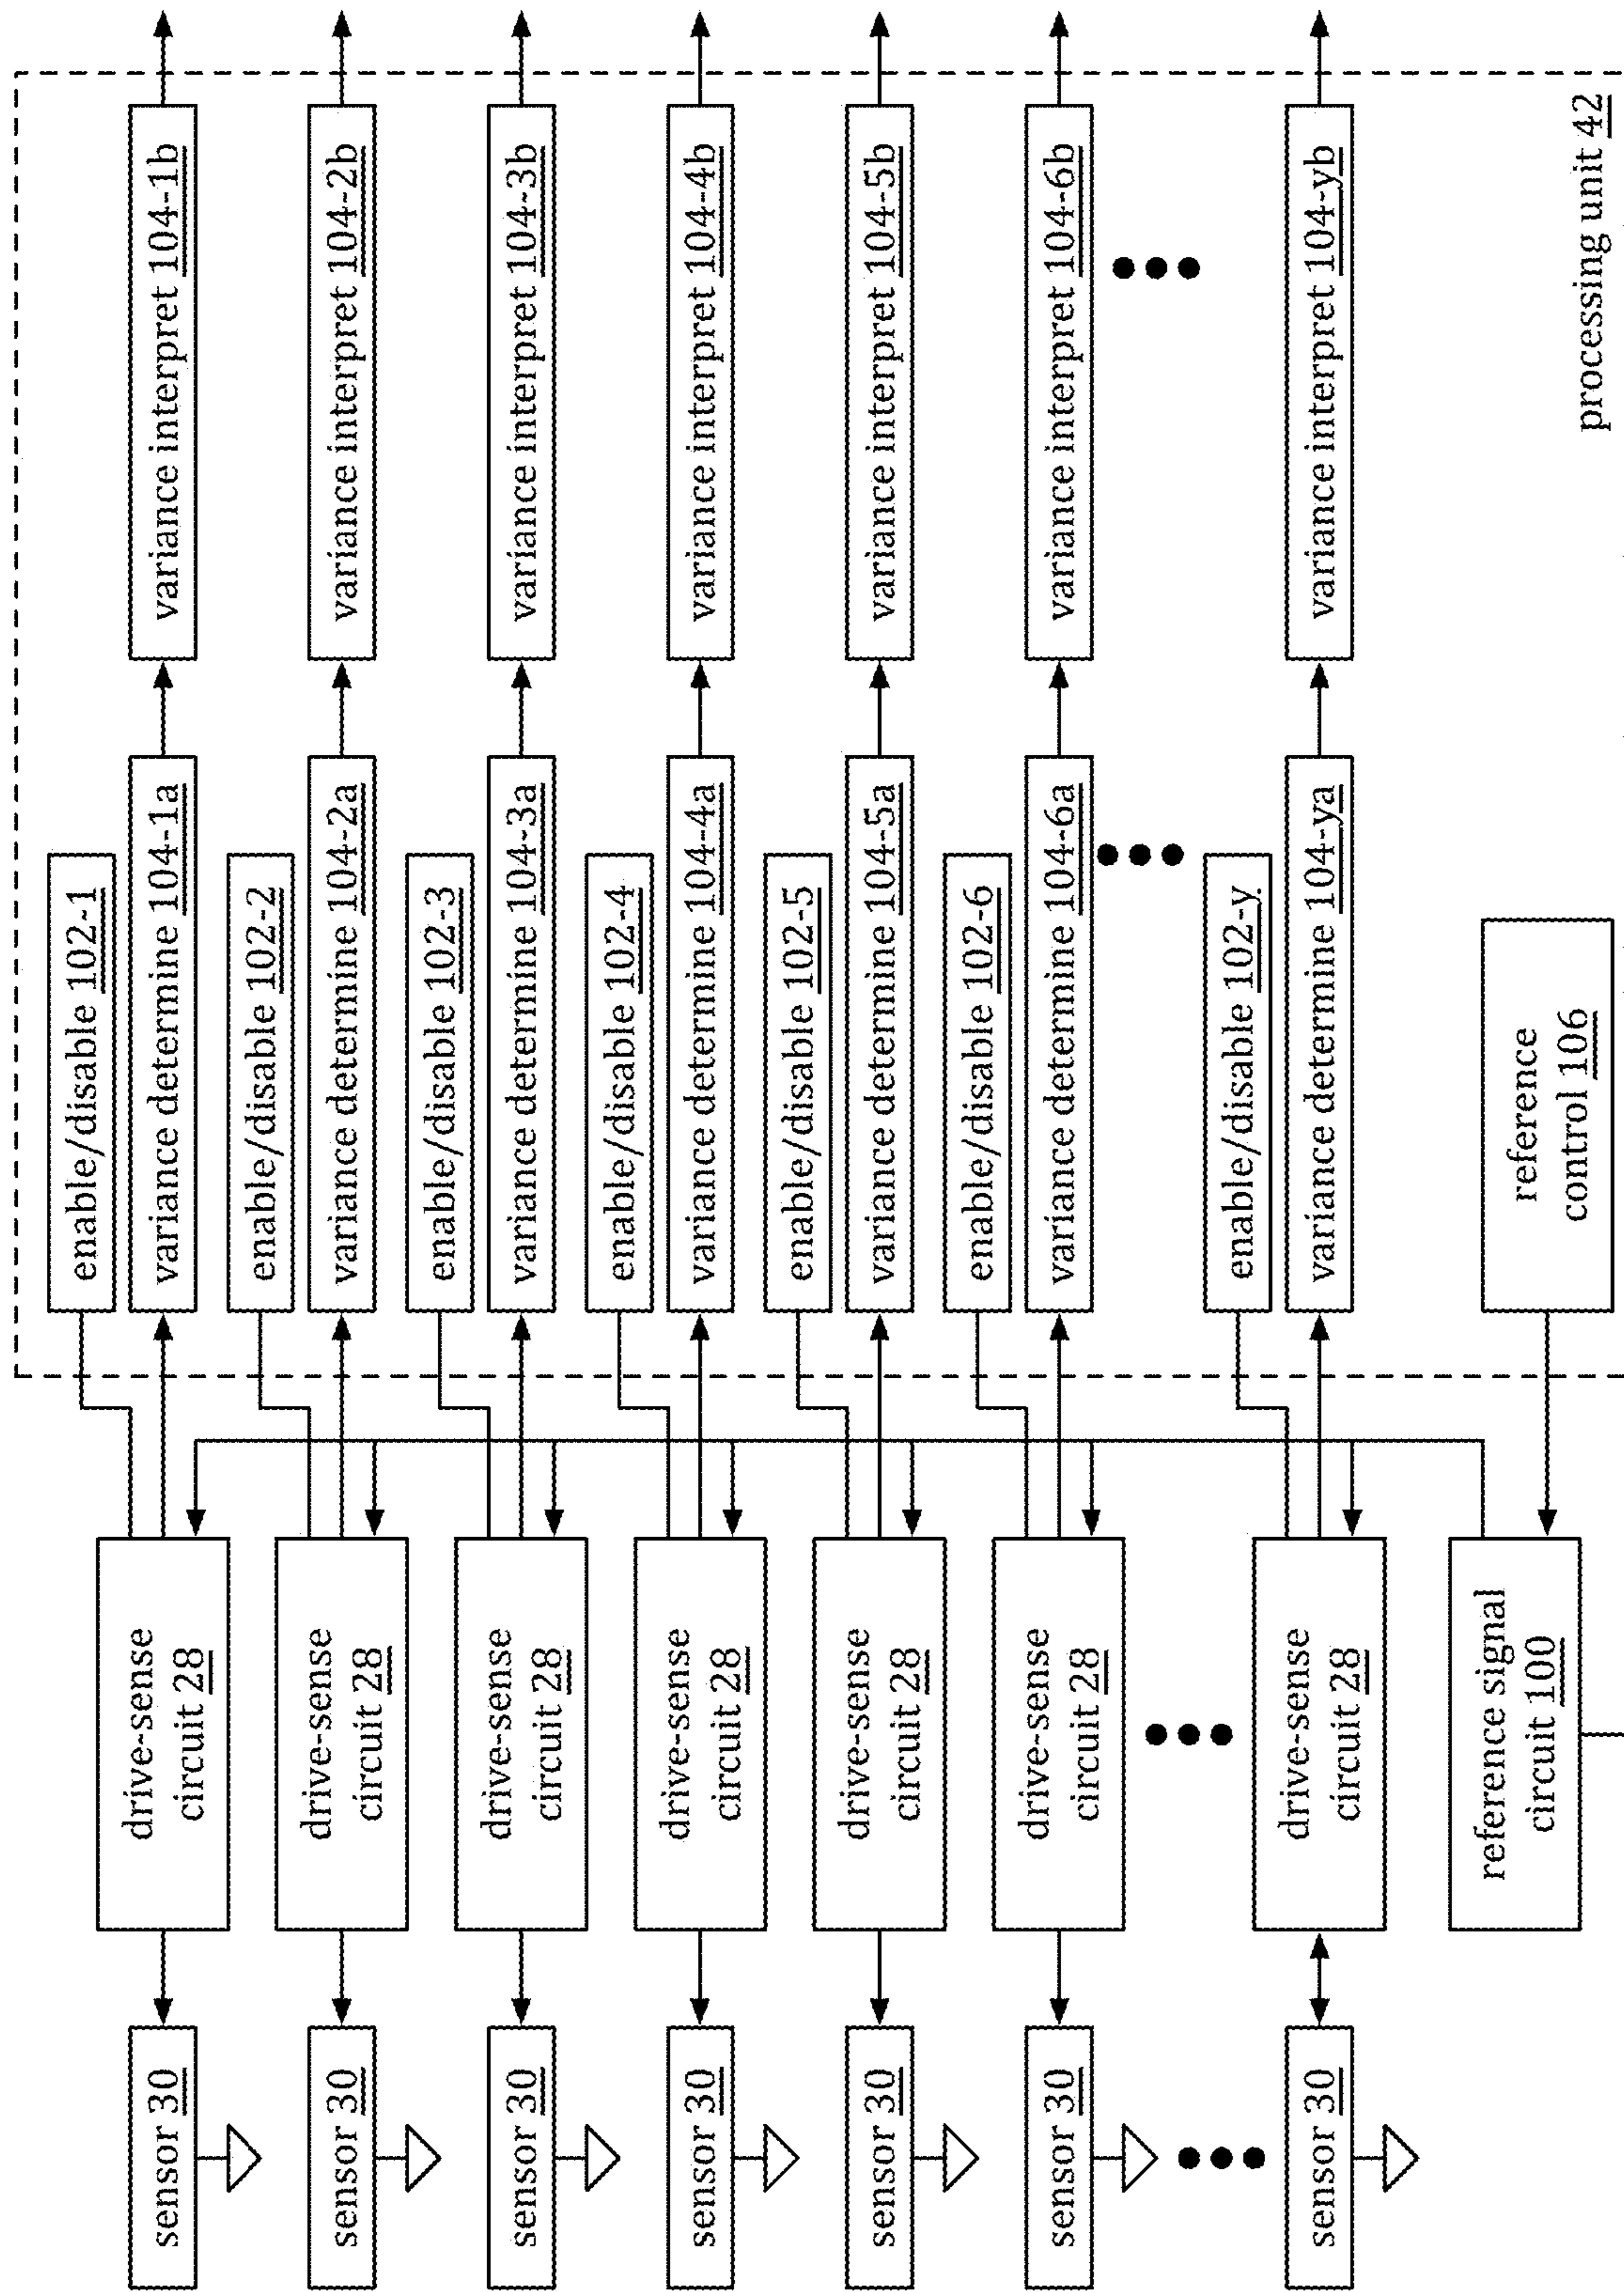 sensor 30
drive-sense
circuit 28
enable/disable 102-1
variance determine 104-1a
variance interpret 104-1b
sensor 30
drive-sense
circuit 28
enable/disable 102-2
variance determine 104-2a
variance interpret 104-2b
sensor 30
drive-sense
circuit 28
enable/disable 102-3
variance determine 104-3a
variance interpret 104-3b
sensor 30
drive-sense
circuit 28
enable/disable 102-4
variance determine 104-4a
variance interpret 104-4b
sensor 30
drive-sense
circuit 28
enable/disable 102-5
variance determine 104-5a
variance interpret 104-5b
sensor 30
drive-sense
circuit 28
enable/disable 102-6
variance determine 104-6a
variance interpret 104-6b
sensor 30
drive-sense
circuit 28
enable/disable 102-y
variance determine 104-ya
variance interpret 104-yb
reference signal
circuit 100
reference
control 106
processing unit 42